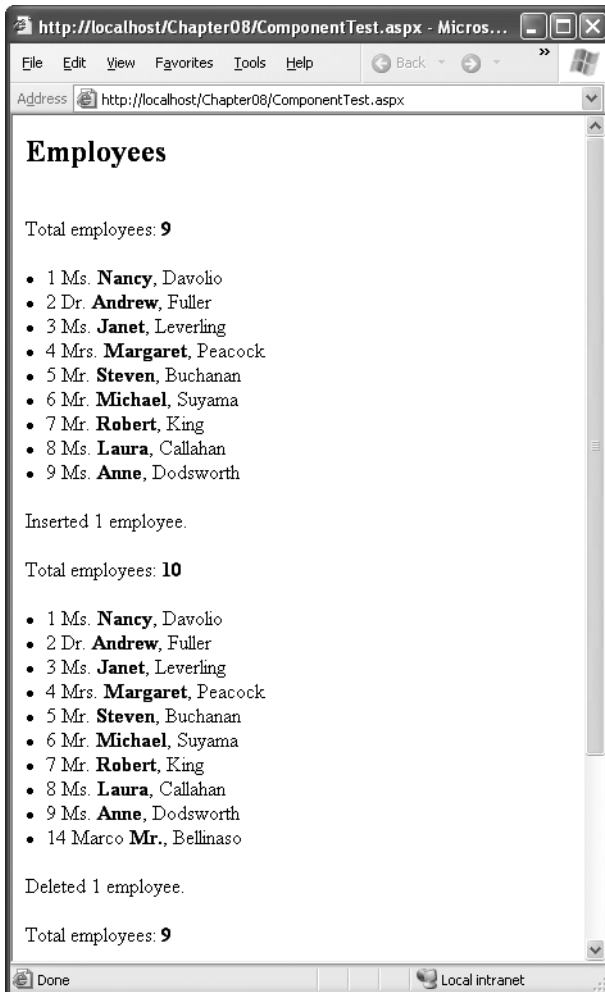 http://localhost/Chapter08/ComponentTest.aspx - Micros...
File Edit View Favorites Tools Help Back »
Address http://localhost/Chapter08/ComponentTest.aspx
Employees
Total employees: 9
• 1 Ms. Nancy, Davolio
• 2 Dr. Andrew, Fuller
• 3 Ms. Janet, Leverling
• 4 Mrs. Margaret, Peacock
• 5 Mr. Steven, Buchanan
• 6 Mr. Michael, Suyama
• 7 Mr. Robert, King
• 8 Ms. Laura, Callahan
• 9 Ms. Anne, Dodsworth
Inserted 1 employee.
Total employees: 10
• 1 Ms. Nancy, Davolio
• 2 Dr. Andrew, Fuller
• 3 Ms. Janet, Leverling
• 4 Mrs. Margaret, Peacock
• 5 Mr. Steven, Buchanan
• 6 Mr. Michael, Suyama
• 7 Mr. Robert, King
• 8 Ms. Laura, Callahan
• 9 Ms. Anne, Dodsworth
• 14 Marco Mr., Bellinaso
Deleted 1 employee.
Total employees: 9
Done Local intranet